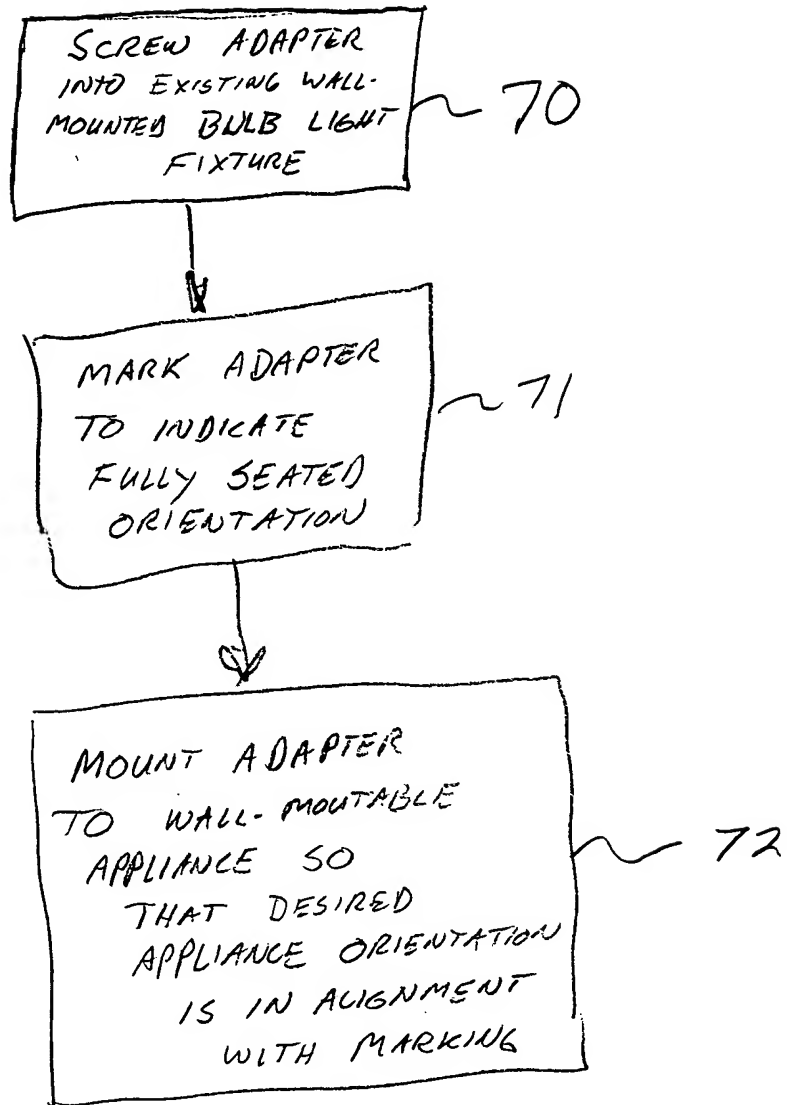 SCREW ADAPTER
INTO EXISTING WALL-
MOUNTED BULB LIGHT
FIXTURE
70
MARK ADAPTER
TO INDICATE
FULLY SEATED
ORIENTATION
71
MOUNT ADAPTER
TO WALL-MOUTABLE
APPLIANCE SO
THAT DESIRED
APPLIANCE ORIENTATION
IS IN ALIGNMENT
WITH MARKING
72